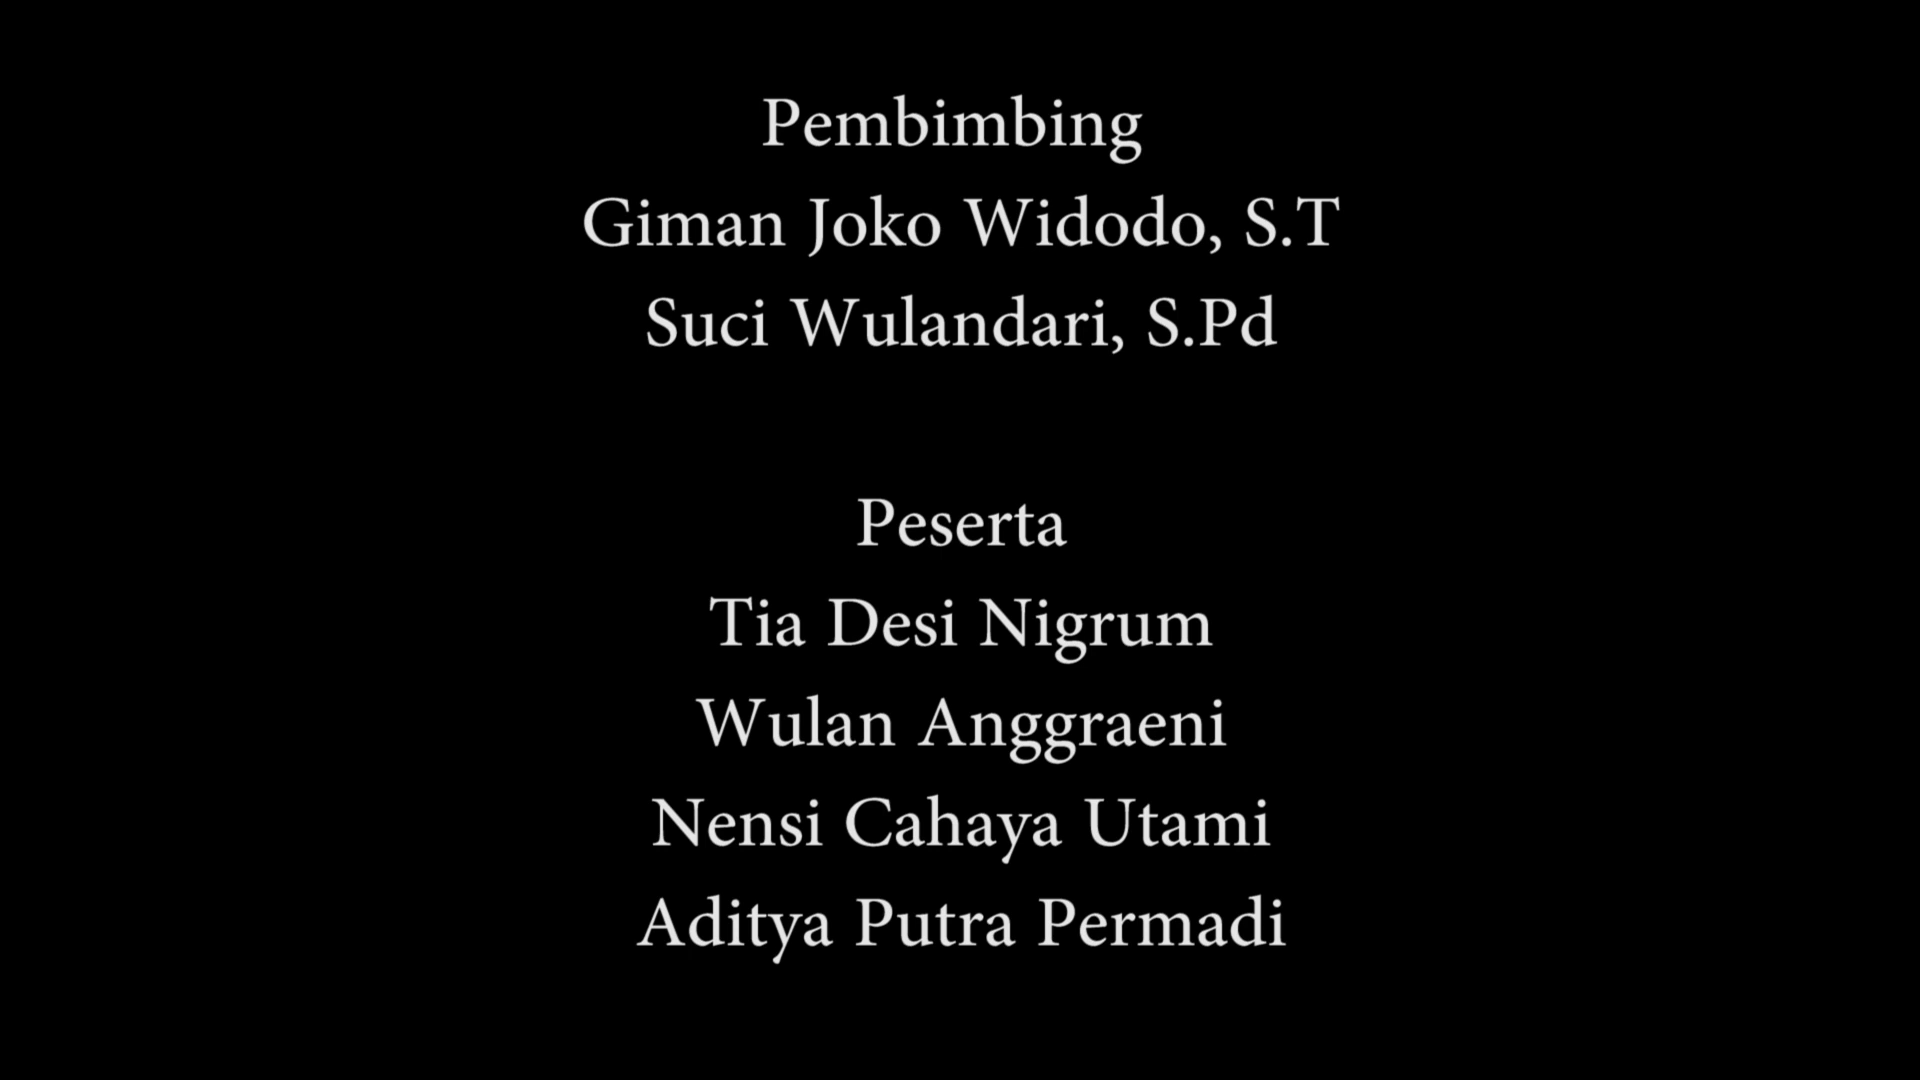 Pembimbing
Giman Joko Widodo, S.T
Suci Wulandari, S.Pd
Peserta
Tia Desi Nigrum
Wulan Anggraeni
Nensi Cahaya Utami
Aditya Putra Permadi